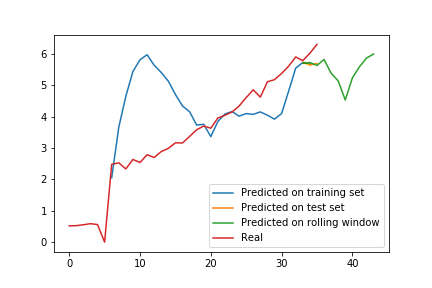 6
5
4
3
2
1
0
Predicted on training set
Predicted on test set
Predicted on rolling window
Real
0 10 20 30 40